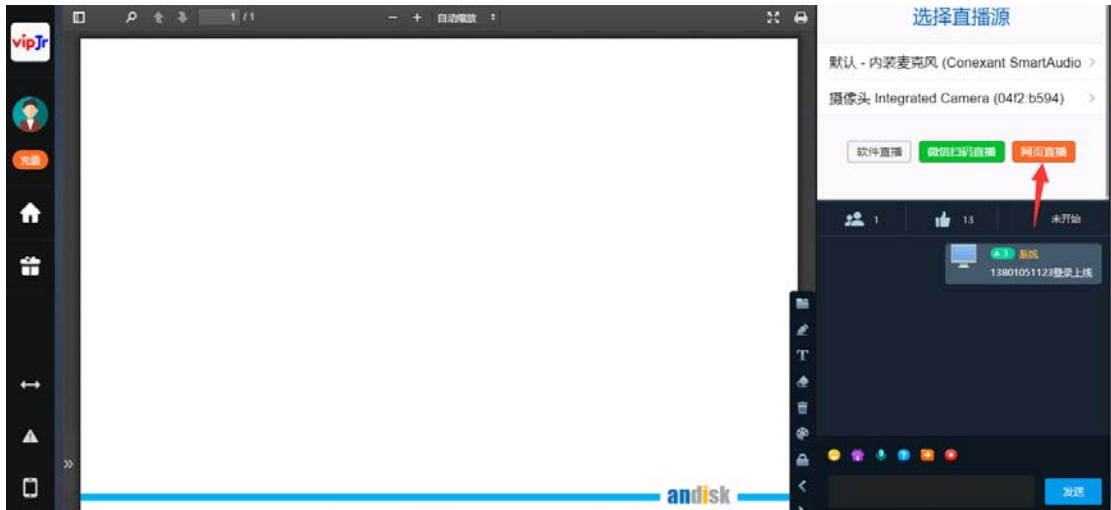 vipJr
充值
1 / 1
自动缩放
andisk
选择直播源
默认 - 内装麦克风 (Conexant SmartAudio
摄像头 Integrated Camera (04f2:b594)
软件直播
微信扫码直播
网页直播
1
13
未开始
系统
13801051123登录上线
T
发送